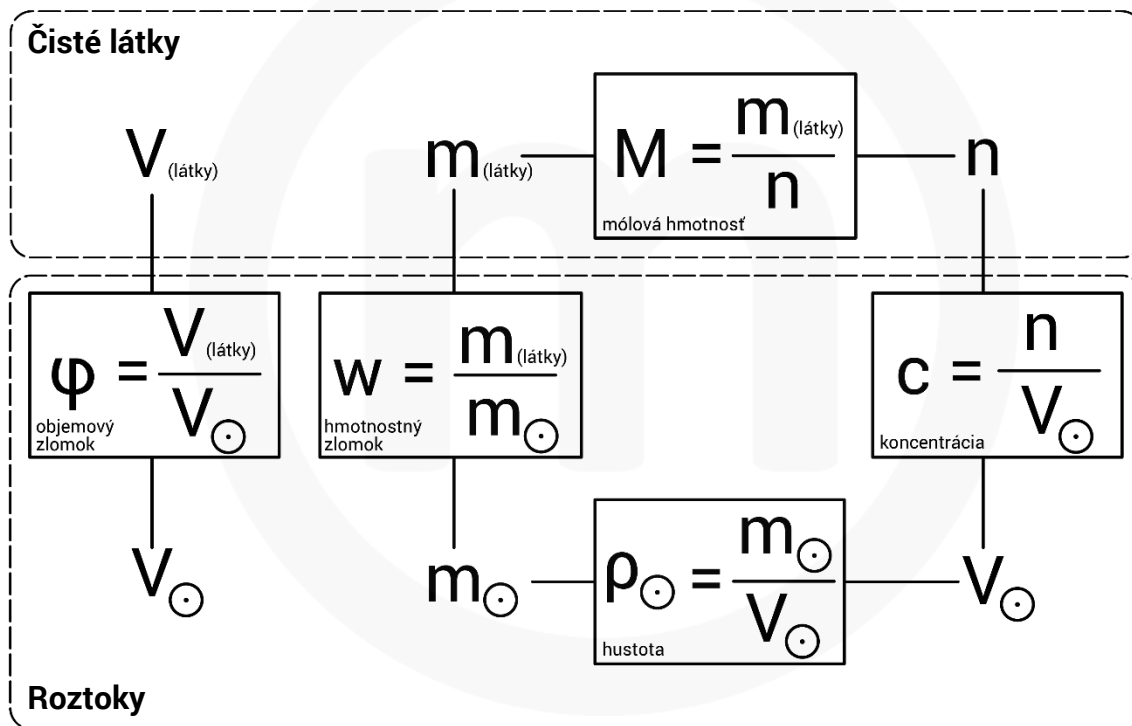 Čisté látky
V(látky)
m(látky)
M = m(látky) / n
mólová hmotnosť
n
φ = V(látky) / V⊙
objemový
zlomok
w = m(látky) / m⊙
hmotnostný
zlomok
c = n / V⊙
koncentrácia
V⊙
m⊙
ρ⊙ = m⊙ / V⊙
hustota
V⊙
Roztoky